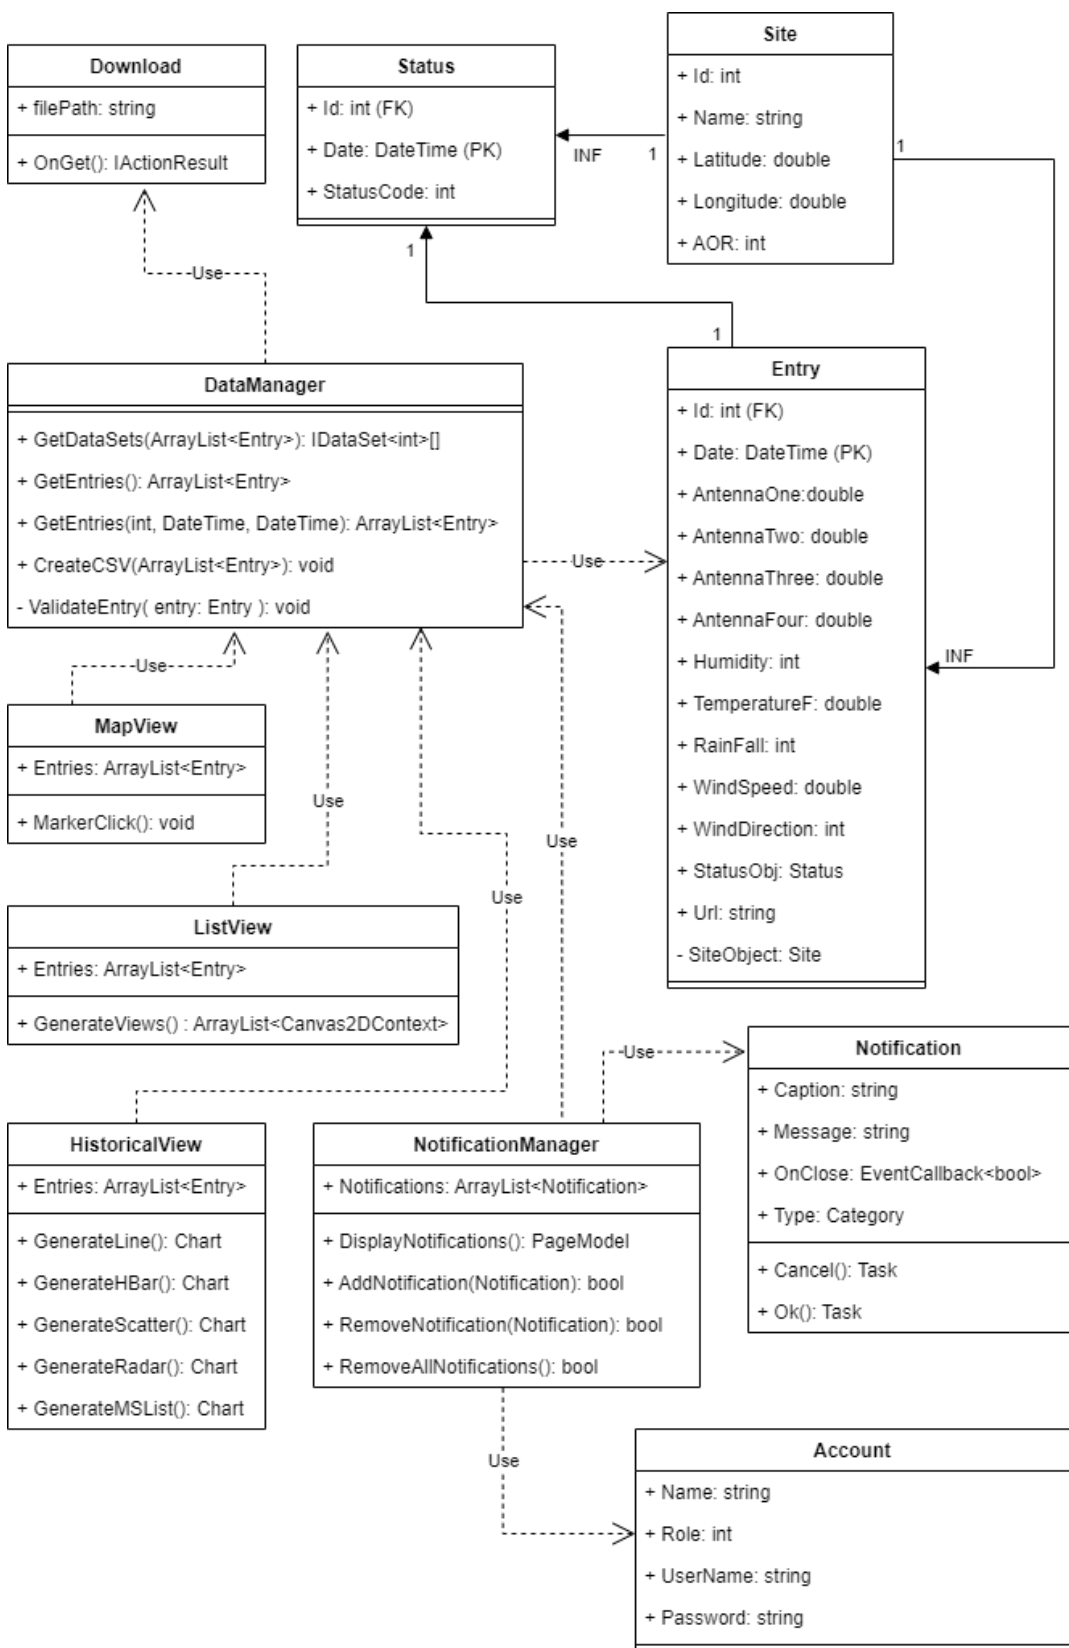 Download
+ filePath: string
+ OnGet(): IActionResult
Status
+ Id: int (FK)
+ Date: DateTime (PK)
+ StatusCode: int
Site
+ Id: int
+ Name: string
+ Latitude: double
+ Longitude: double
+ AOR: int
INF
1
1
1
1
Use
DataManager
+ GetDataSets(ArrayList<Entry>): IDataSet<int>[]
+ GetEntries(): ArrayList<Entry>
+ GetEntries(int, DateTime, DateTime): ArrayList<Entry>
+ CreateCSV(ArrayList<Entry>): void
- ValidateEntry( entry: Entry ): void
Use
Entry
+ Id: int (FK)
+ Date: DateTime (PK)
+ AntennaOne:double
+ AntennaTwo: double
+ AntennaThree: double
+ AntennaFour: double
+ Humidity: int
+ TemperatureF: double
+ RainFall: int
+ WindSpeed: double
+ WindDirection: int
+ StatusObj: Status
+ Url: string
- SiteObject: Site
INF
Use
MapView
+ Entries: ArrayList<Entry>
+ MarkerClick(): void
Use
Use
Use
ListView
+ Entries: ArrayList<Entry>
+ GenerateViews() : ArrayList<Canvas2DContext>
HistoricalView
+ Entries: ArrayList<Entry>
+ GenerateLine(): Chart
+ GenerateHBar(): Chart
+ GenerateScatter(): Chart
+ GenerateRadar(): Chart
+ GenerateMSList(): Chart
NotificationManager
+ Notifications: ArrayList<Notification>
+ DisplayNotifications(): PageModel
+ AddNotification(Notification): bool
+ RemoveNotification(Notification): bool
+ RemoveAllNotifications(): bool
Use
Notification
+ Caption: string
+ Message: string
+ OnClose: EventCallback<bool>
+ Type: Category
+ Cancel(): Task
+ Ok(): Task
Use
Account
+ Name: string
+ Role: int
+ UserName: string
+ Password: string